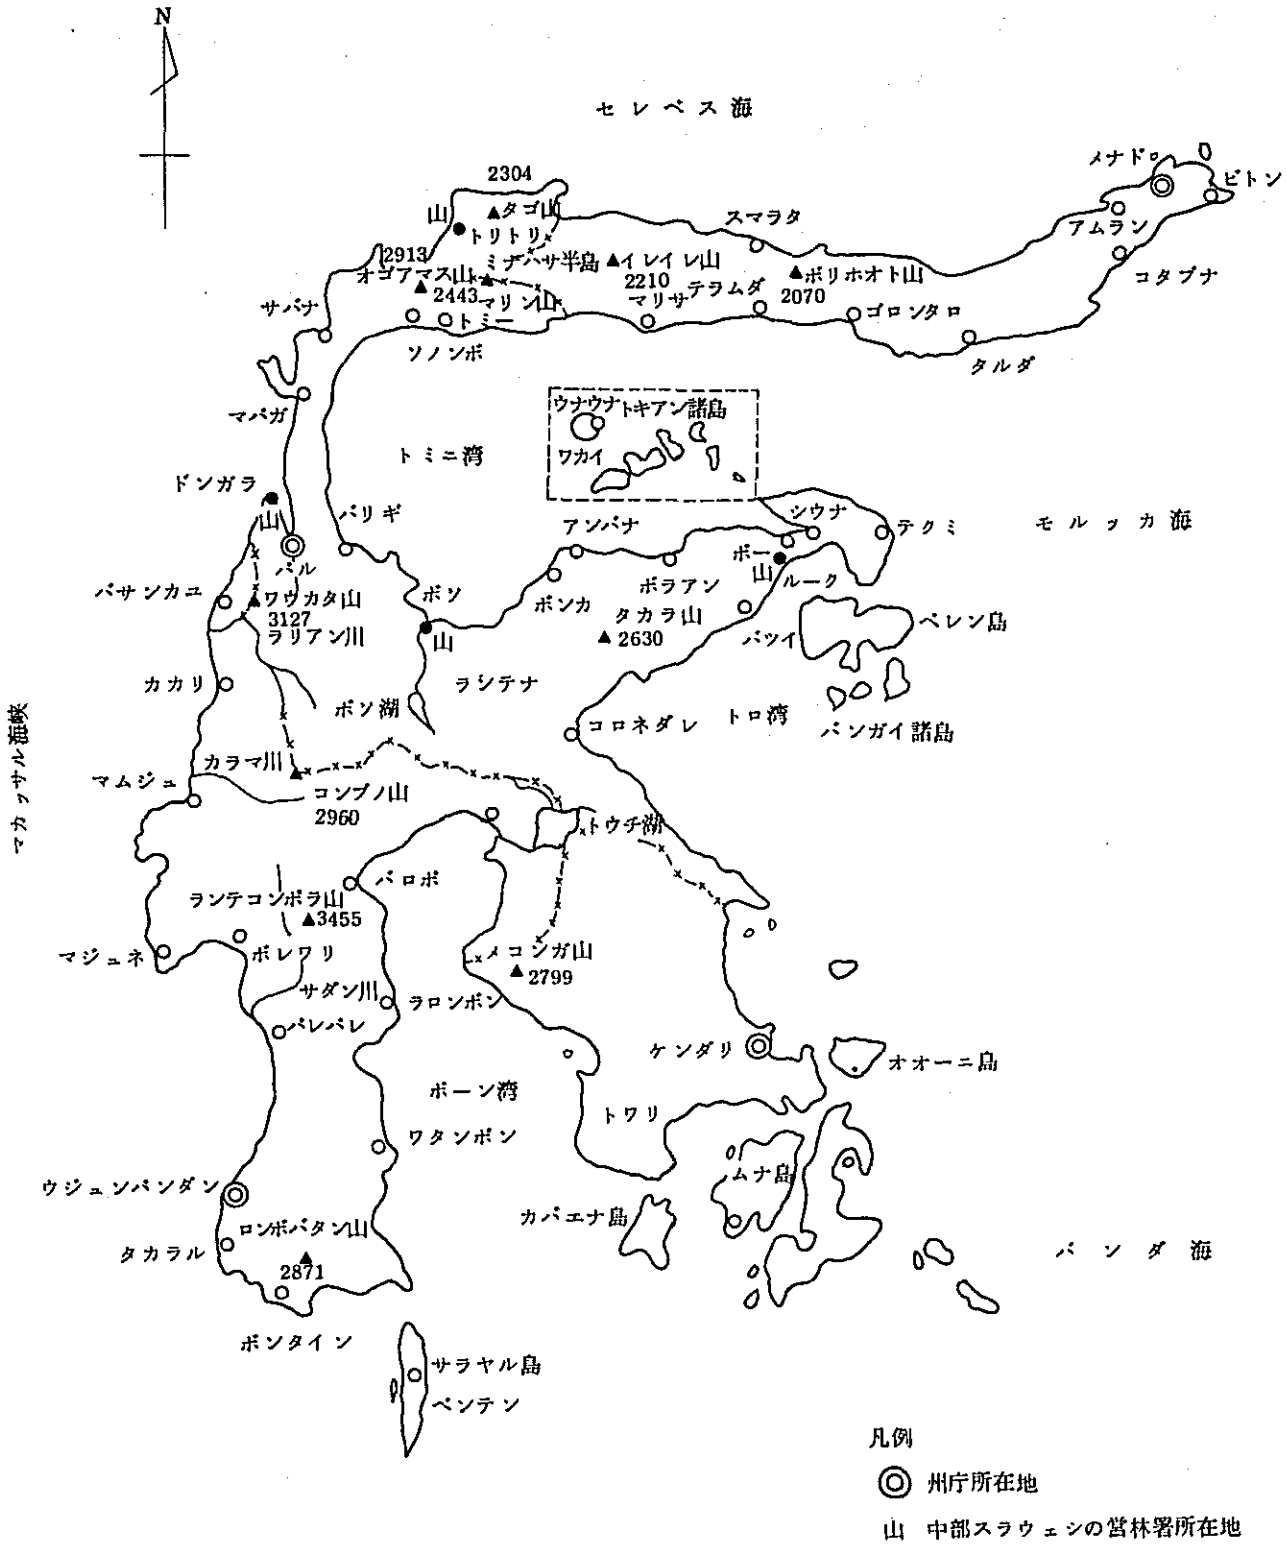 N
セレベス海
メナド
ビトン
2304
山
▲タゴ山
スマラタ
トリトリ
アムラン
2913
ミナハサ半島
▲イレイレ山
オゴアマス山
2210
▲ボリホオト山
コタブナ
2443
マリン山
マリサ
テラムダ
2070
サバナ
トミー
ゴロンタロ
ソノンボ
タルダ
マパガ
ウナウナ
トキアン諸島
トミニ湾
ワカイ
ドンガラ
山
パリギ
アンパナ
シウナ
テクミ
モルッカ海
パル
ポー
山
ルーク
バサンカユ
▲ワウカタ山
3127
ポソ
ポンカ
ボラアン
タカラ山
▲2630
ラリアン川
山
バツイ
ペレン島
カカリ
ラシテナ
ポソ湖
コロネダレ
トロ湾
バンガイ諸島
マカッサル海峡
カラマ川
マムジュ
コンブノ山
2960
トウチ湖
パロポ
ランテコンボラ山
▲3455
マジュネ
ポレワリ
メコンガ山
▲2799
サダン川
ラロンボン
パレパレ
ケンダリ
オオーニ島
ボーン湾
トワリ
ワタンポン
ムナ島
ウジュンパンダン
カバエナ島
ロンボバタン山
タカラル
2871
バンダ海
ボンタイン
サラヤル島
ベンテン
凡例
◎ 州庁所在地
山 中部スラウェシの営林署所在地